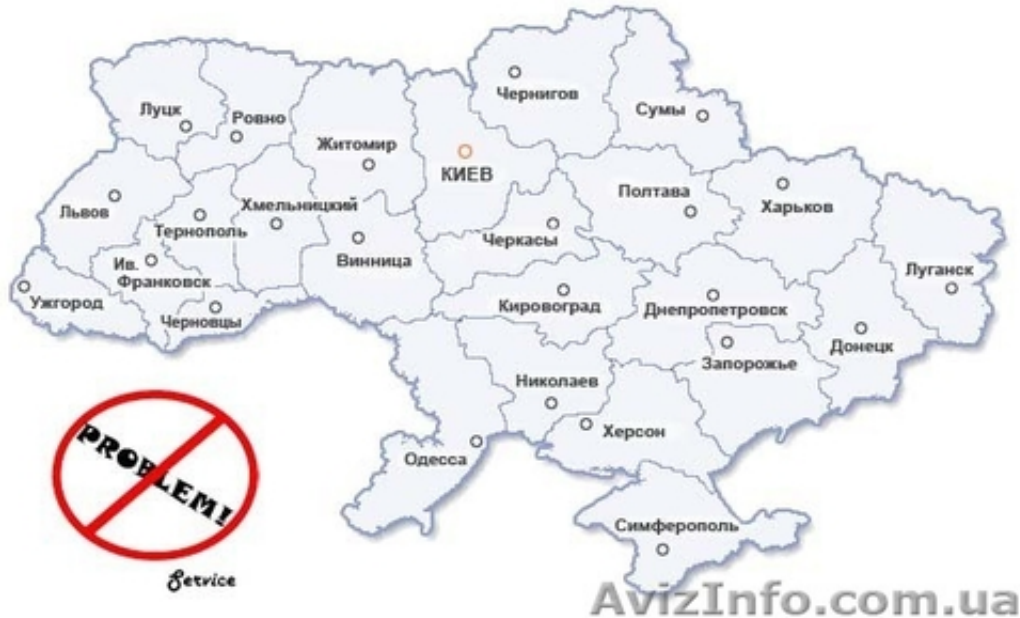 Чернигов
Сумы
Луцк
Ровно
Житомир
КИЕВ
Полтава
Харьков
Львов
Хмельницкий
Тернополь
Черкасы
Винница
Ив.
Франковск
Луганск
Ужгород
Черновцы
Кировоград
Днепропетровск
Донецк
Запорожье
Николаев
Херсон
Одесса
PROBLEM!
Симферополь
Service
AvizInfo.com.ua